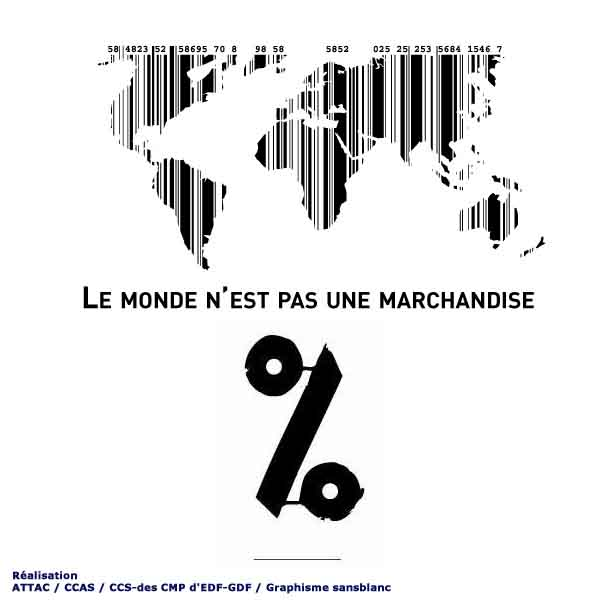 58 4823 52 58695 70 8 98 58 5852 025 25 253 5684 1546 7
LE MONDE N'EST PAS UNE MARCHANDISE
%
Réalisation
ATTAC / CCAS / CCS-des CMP d'EDF-GDF / Graphisme sansblanc